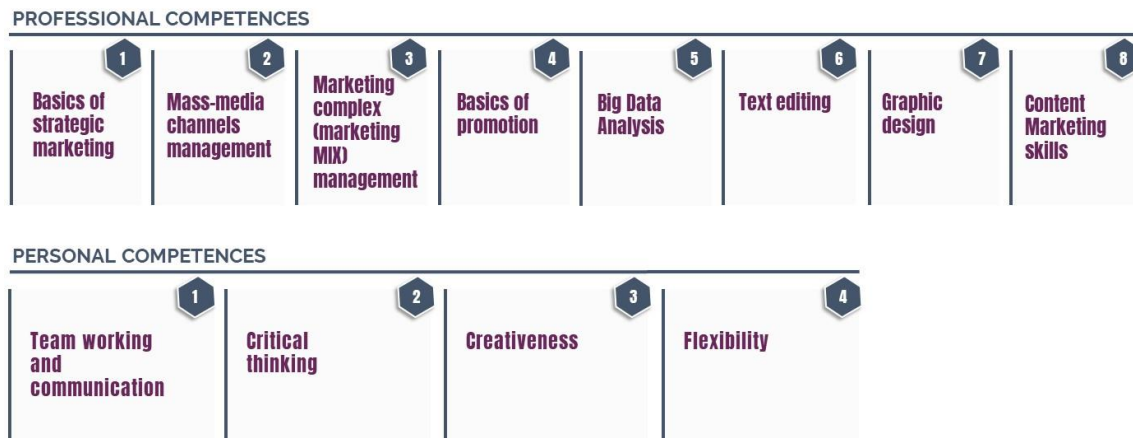 PROFESSIONAL COMPETENCES
1
Basics of
strategic
marketing
2
Mass-media
channels
management
3
Marketing
complex
(marketing
MIX)
management
4
Basics of
promotion
5
Big Data
Analysis
6
Text editing
7
Graphic
design
8
Content
Marketing
skills
PERSONAL COMPETENCES
1
Team working
and
communication
2
Critical
thinking
3
Creativeness
4
Flexibility